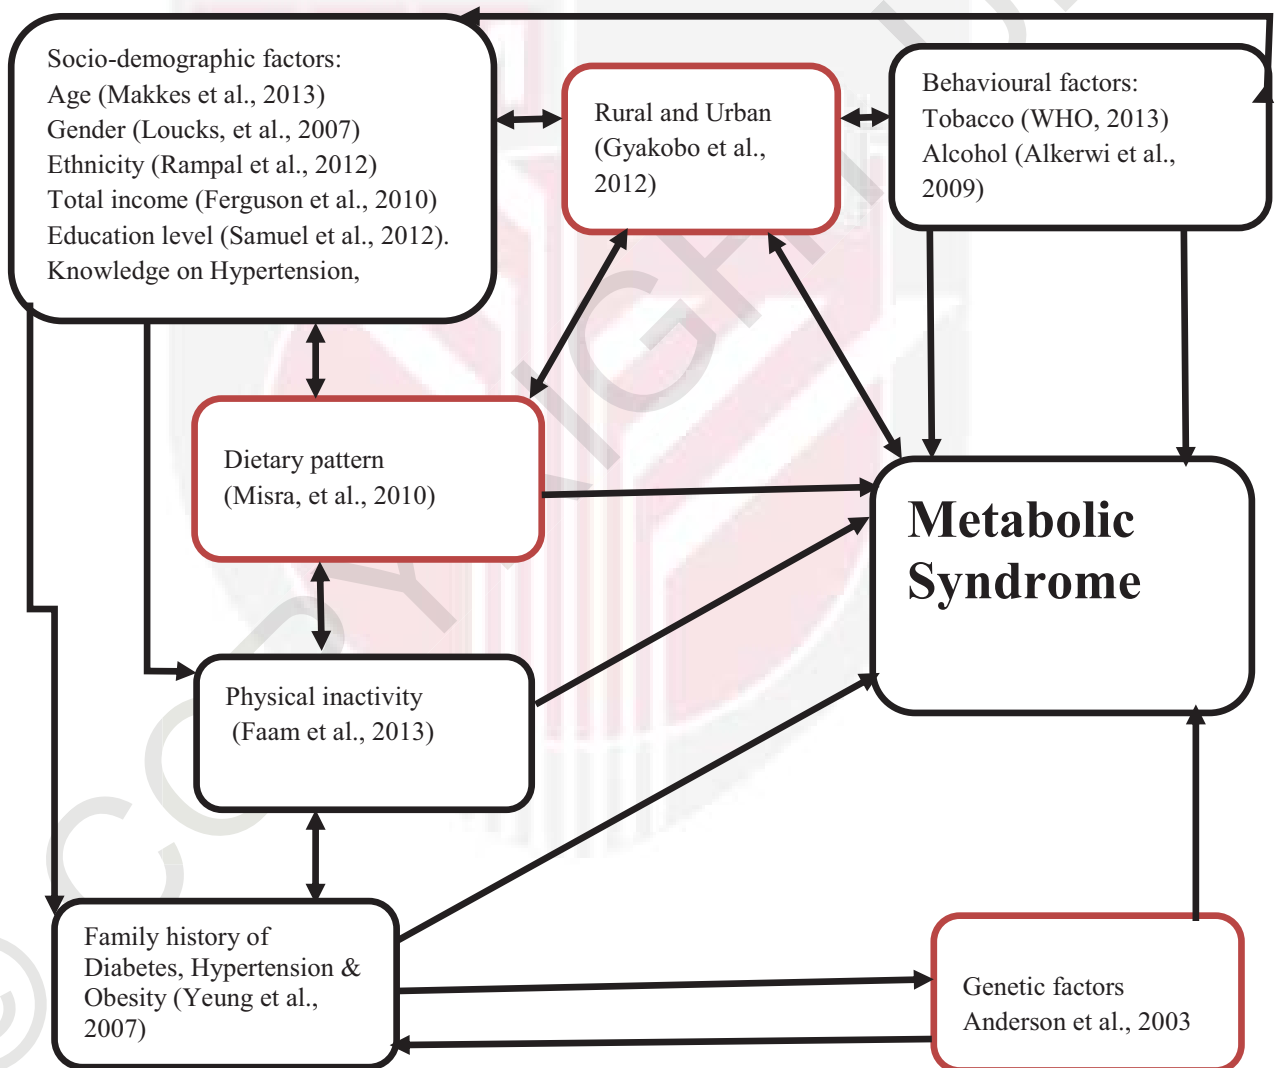 Socio-demographic factors:
Age (Makkes et al., 2013)
Gender (Loucks, et al., 2007)
Ethnicity (Rampal et al., 2012)
Total income (Ferguson et al., 2010)
Education level (Samuel et al., 2012).
Knowledge on Hypertension,
Rural and Urban
(Gyakobo et al.,
2012)
Behavioural factors:
Tobacco (WHO, 2013)
Alcohol (Alkerwi et al.,
2009)
Dietary pattern
(Misra, et al., 2010)
Metabolic
Syndrome
Physical inactivity
(Faam et al., 2013)
Family history of
Diabetes, Hypertension &
Obesity (Yeung et al.,
2007)
Genetic factors
Anderson et al., 2003
© COPYRIGHT U